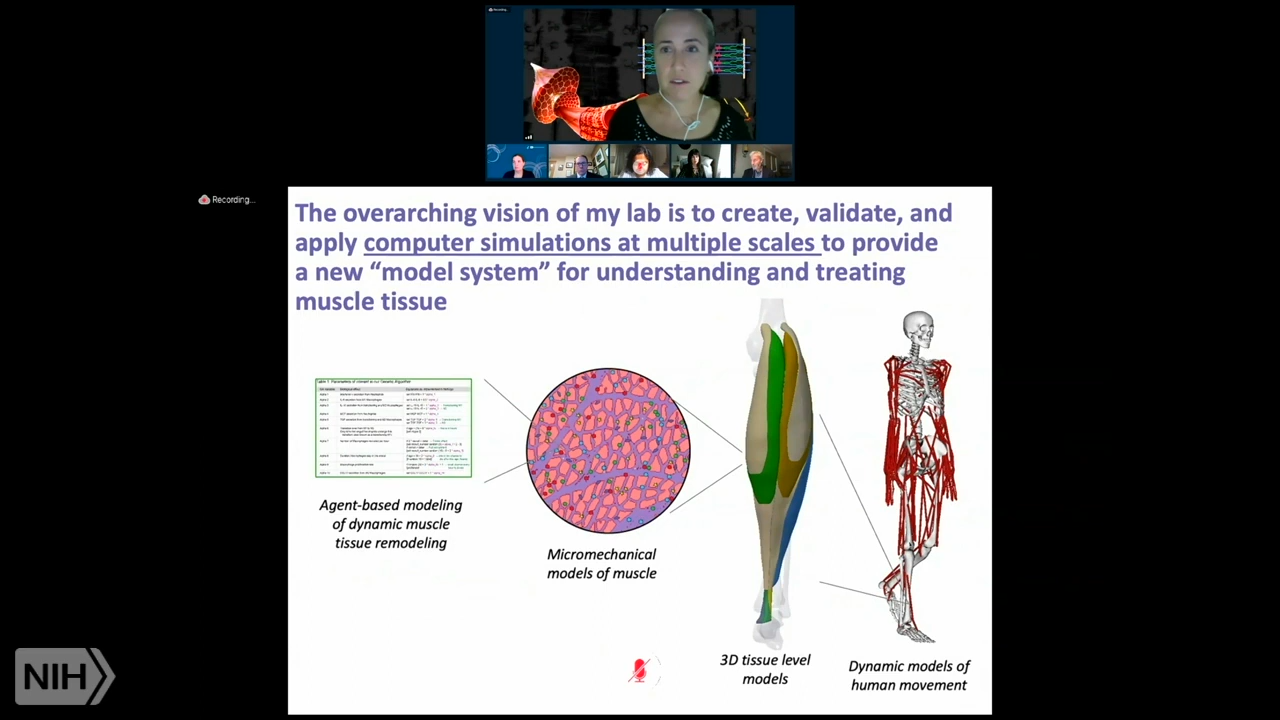 Recording...
Recording...
The overarching vision of my lab is to create, validate, and
apply computer simulations at multiple scales to provide
a new “model system” for understanding and treating
muscle tissue
Agent-based modeling
of dynamic muscle
tissue remodeling
Micromechanical
models of muscle
3D tissue level
models
Dynamic models of
human movement
NIH